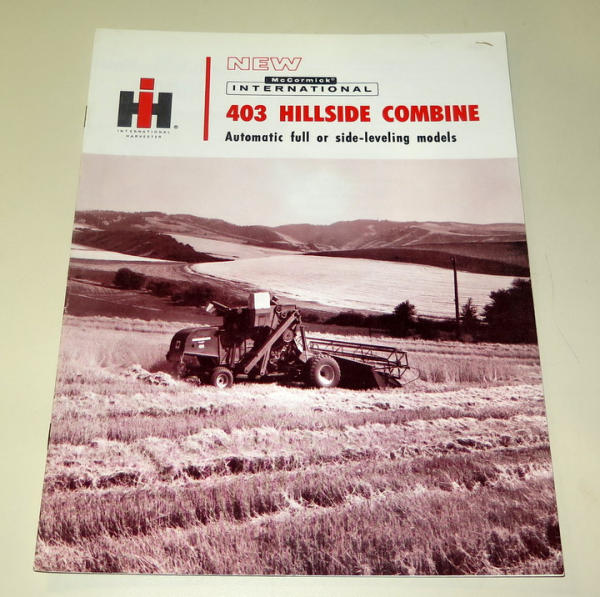 NEW
McCormick®
INTERNATIONAL
403 HILLSIDE COMBINE
Automatic full or side-leveling models
IH
INTERNATIONAL
HARVESTER
®